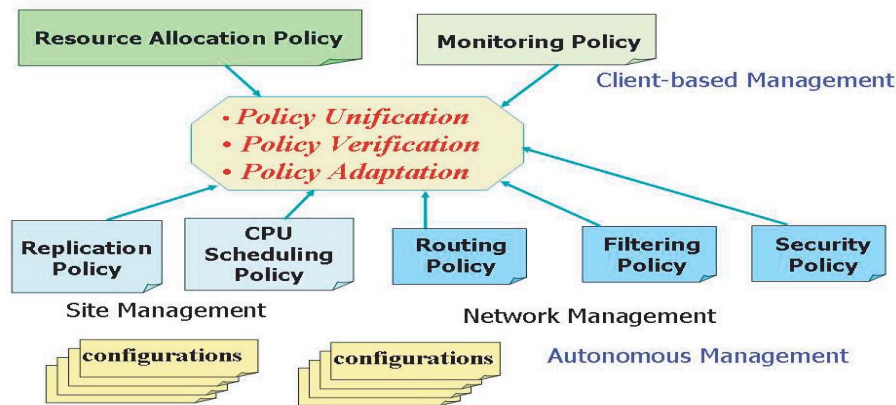 Resource Allocation Policy
Monitoring Policy
Client-based Management
• Policy Unification
• Policy Verification
• Policy Adaptation
Replication
Policy
CPU
Scheduling
Policy
Routing
Policy
Filtering
Policy
Security
Policy
Site Management
Network Management
configurations
configurations
Autonomous Management